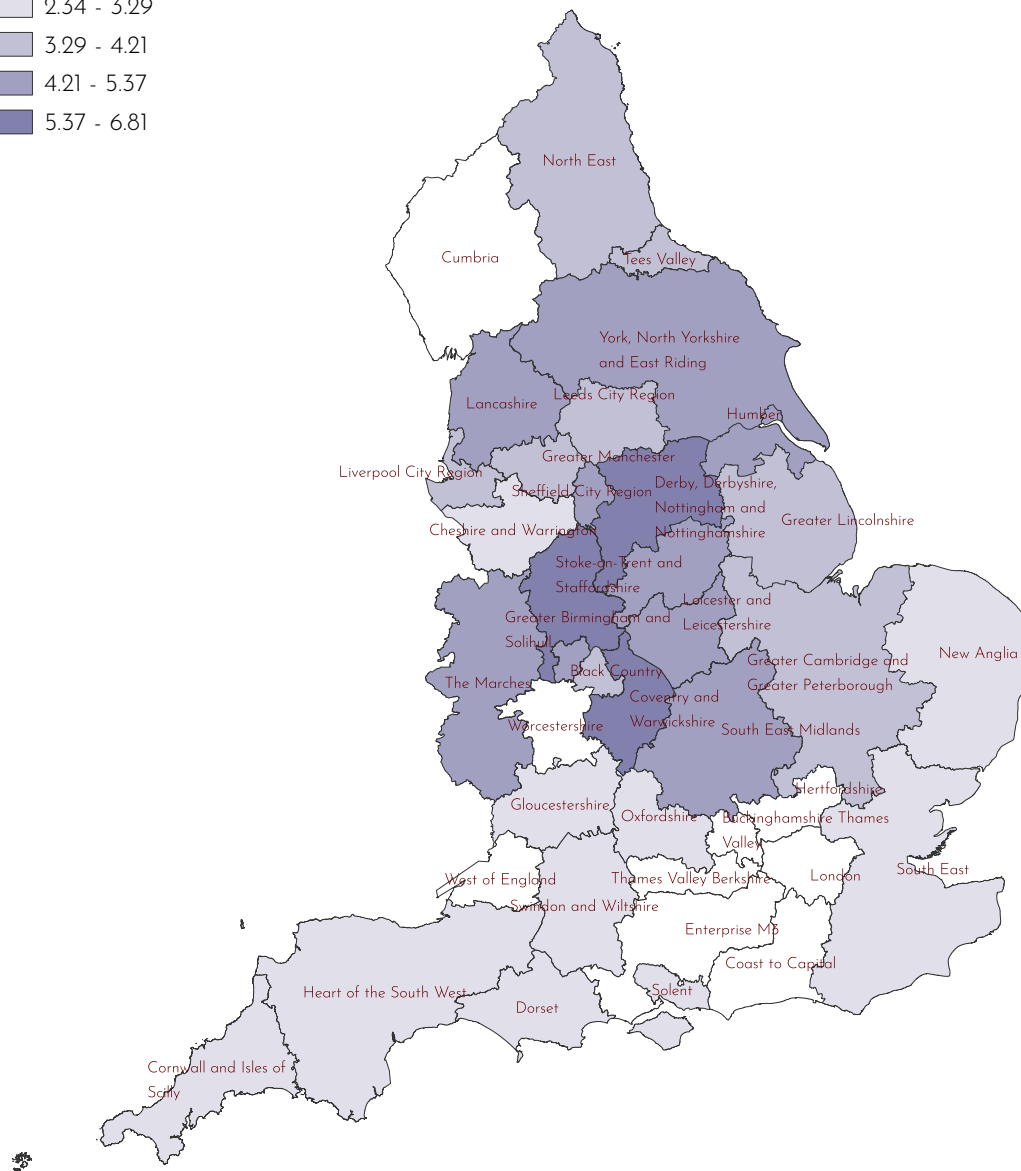 2.34 - 3.29
3.29 - 4.21
4.21 - 5.37
5.37 - 6.81
North East
Cumbria
Tees Valley
York, North Yorkshire
and East Riding
Leeds City Region
Lancashire
Humber
Greater Manchester
Liverpool City Region
Sheffield City Region
Derby, Derbyshire,
Nottingham and
Nottinghamshire
Greater Lincolnshire
Cheshire and Warrington
Stoke-on-Trent and
Staffordshire
Leicester and
Leicestershire
Greater Birmingham and
Solihull
New Anglia
Greater Cambridge and
Greater Peterborough
Black Country
The Marches
Coventry and
Warwickshire
Worcestershire
South East Midlands
Hertfordshire
Gloucestershire
Oxfordshire
Buckinghamshire Thames
Valley
South East
London
West of England
Thames Valley Berkshire
Swindon and Wiltshire
Enterprise M3
Coast to Capital
Heart of the South West
Solent
Dorset
Cornwall and Isles of
Scilly